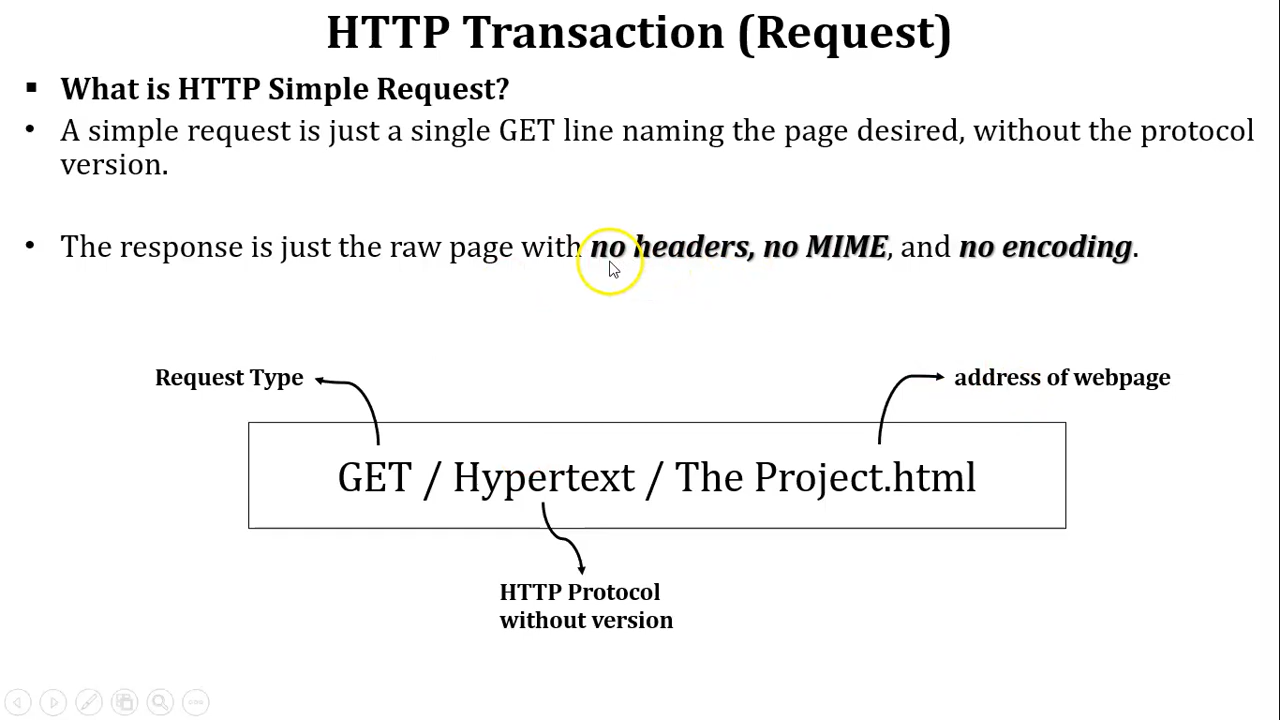 HTTP Transaction (Request)
▪ What is HTTP Simple Request?
• A simple request is just a single GET line naming the page desired, without the protocol
version.
• The response is just the raw page with no headers, no MIME, and no encoding.
Request Type
address of webpage
GET / Hypertext / The Project.html
HTTP Protocol
without version